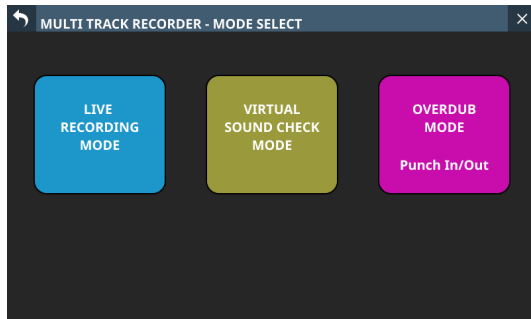 MULTI TRACK RECORDER - MODE SELECT
LIVE
RECORDING
MODE
VIRTUAL
SOUND CHECK
MODE
OVERDUB
MODE
Punch In/Out